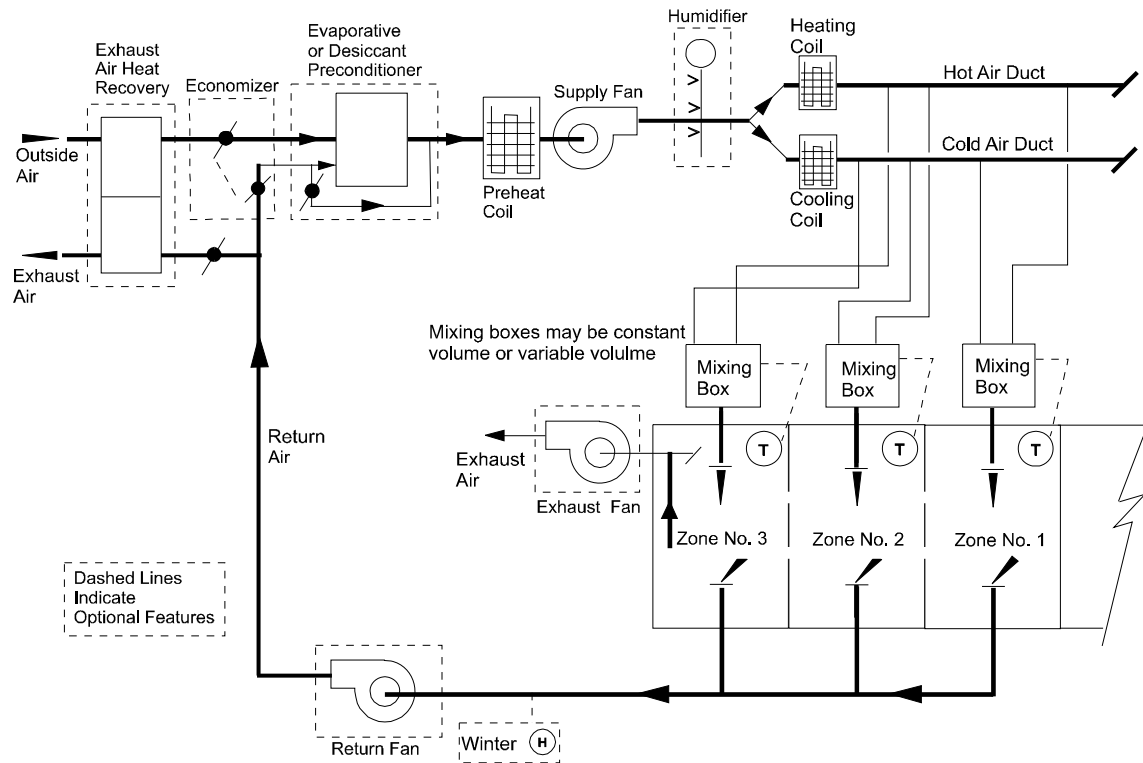 Humidifier
Heating
Coil
Evaporative
or Desiccant
Preconditioner
Exhaust
Air Heat
Recovery
Economizer
Supply Fan
Hot Air Duct
Outside
Air
Cold Air Duct
Preheat
Coil
Cooling
Coil
Exhaust
Air
Mixing boxes may be constant
volume or variable volulme
Mixing
Box
Mixing
Box
Mixing
Box
T
T
T
Return
Air
Exhaust
Air
Exhaust Fan
Zone No. 3
Zone No. 2
Zone No. 1
Dashed Lines
Indicate
Optional Features
Return Fan
Winter H